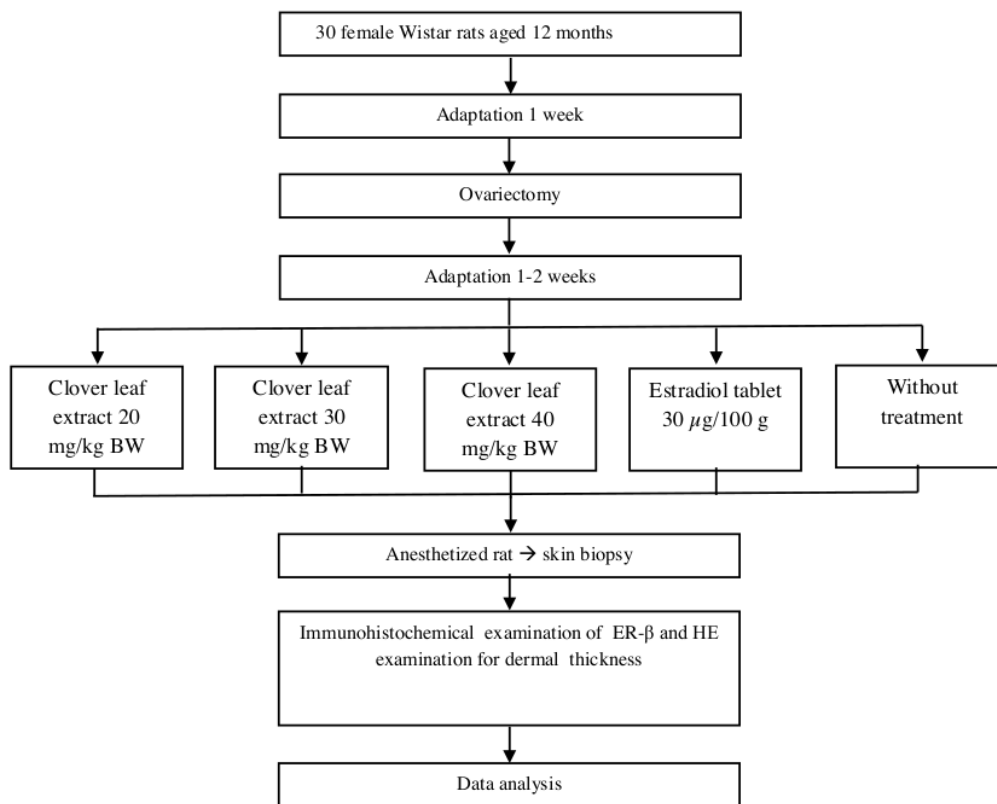 30 female Wistar rats aged 12 months
Adaptation 1 week
Ovariectomy
Adaptation 1-2 weeks
Clover leaf
extract 20
mg/kg BW
Clover leaf
extract 30
mg/kg BW
Clover leaf
extract 40
mg/kg BW
Estradiol tablet
30 µg/100 g
Without
treatment
Anesthetized rat → skin biopsy
Immunohistochemical examination of ER-β and HE
examination for dermal thickness
Data analysis